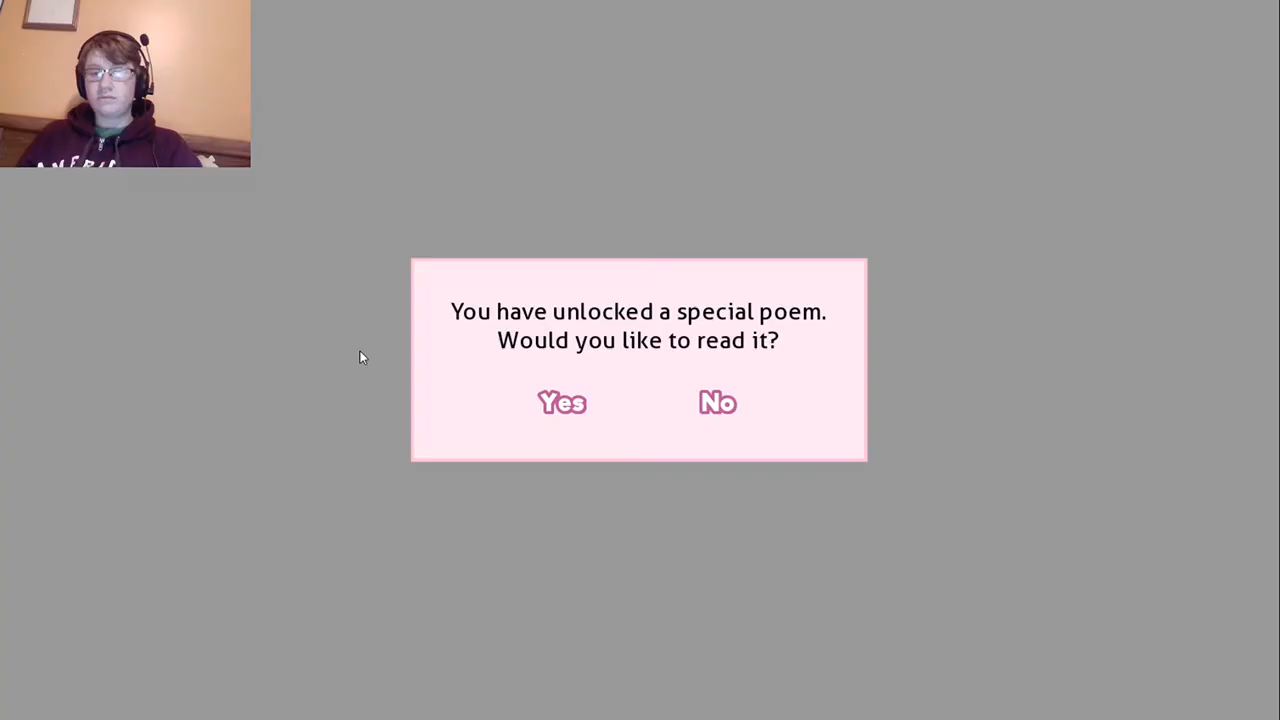 You have unlocked a special poem.
Would you like to read it?
Yes No